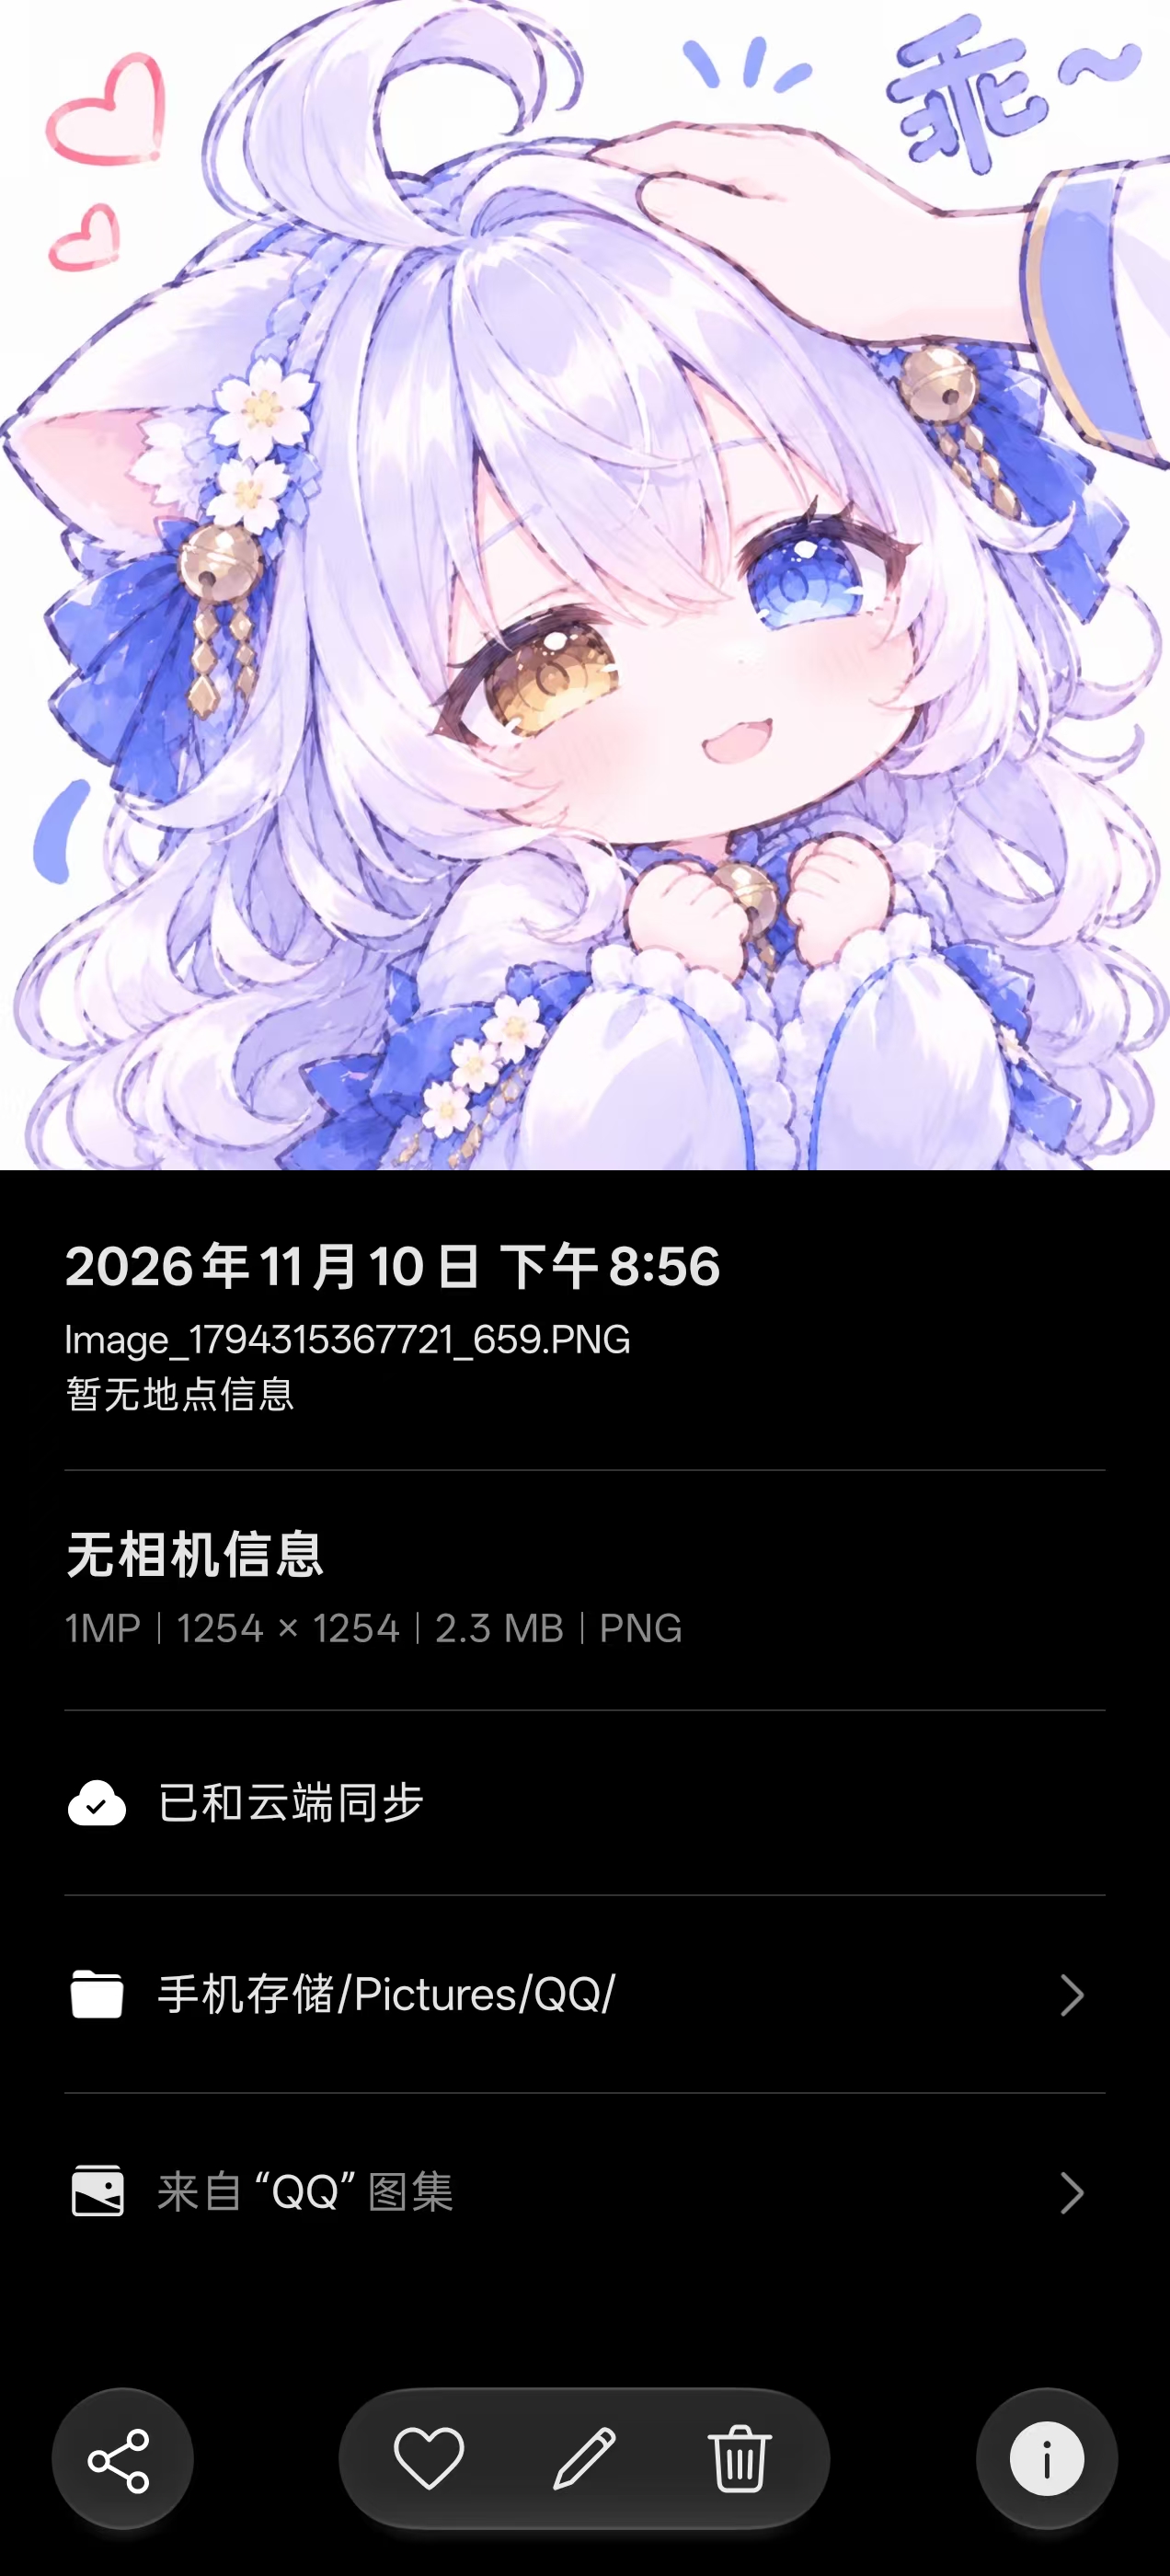 乖~
2026年11月10日 下午8:56
Image_1794315367721_659.PNG
暂无地点信息
无相机信息
1MP | 1254 × 1254 | 2.3 MB | PNG
已和云端同步
手机存储/Pictures/QQ/
来自 “QQ” 图集